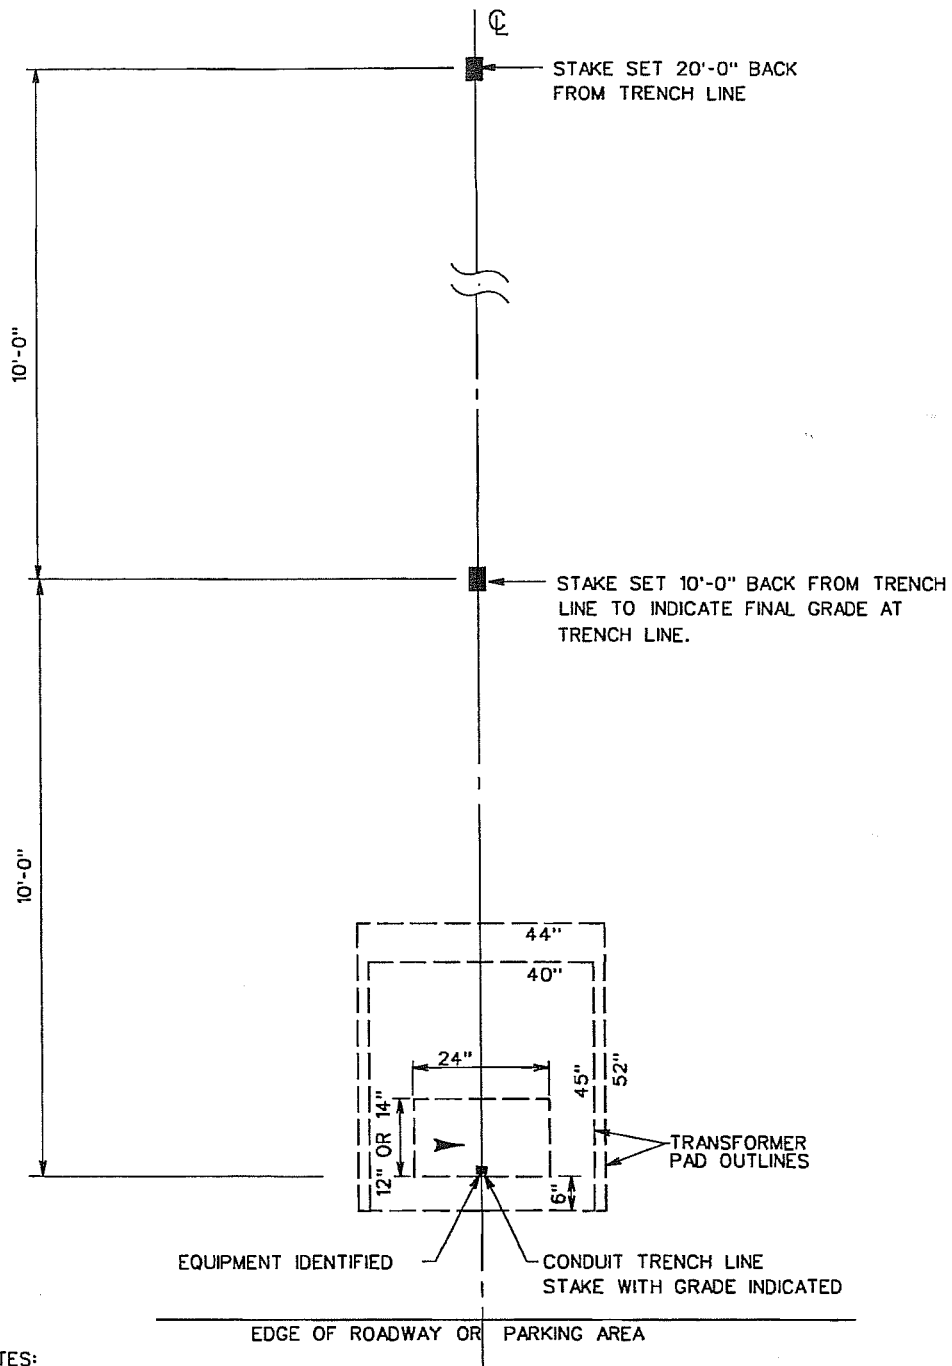 ℄
STAKE SET 20'-0" BACK
FROM TRENCH LINE
10'-0"
STAKE SET 10'-0" BACK FROM TRENCH
LINE TO INDICATE FINAL GRADE AT
TRENCH LINE.
10'-0"
44"
40"
24"
45"
52"
12" OR 14"
6"
TRANSFORMER
PAD OUTLINES
EQUIPMENT IDENTIFIED
CONDUIT TRENCH LINE
STAKE WITH GRADE INDICATED
EDGE OF ROADWAY OR PARKING AREA
TES: